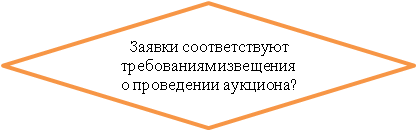 Заявки соответствуют
требованиямизвещения
о проведении аукциона?